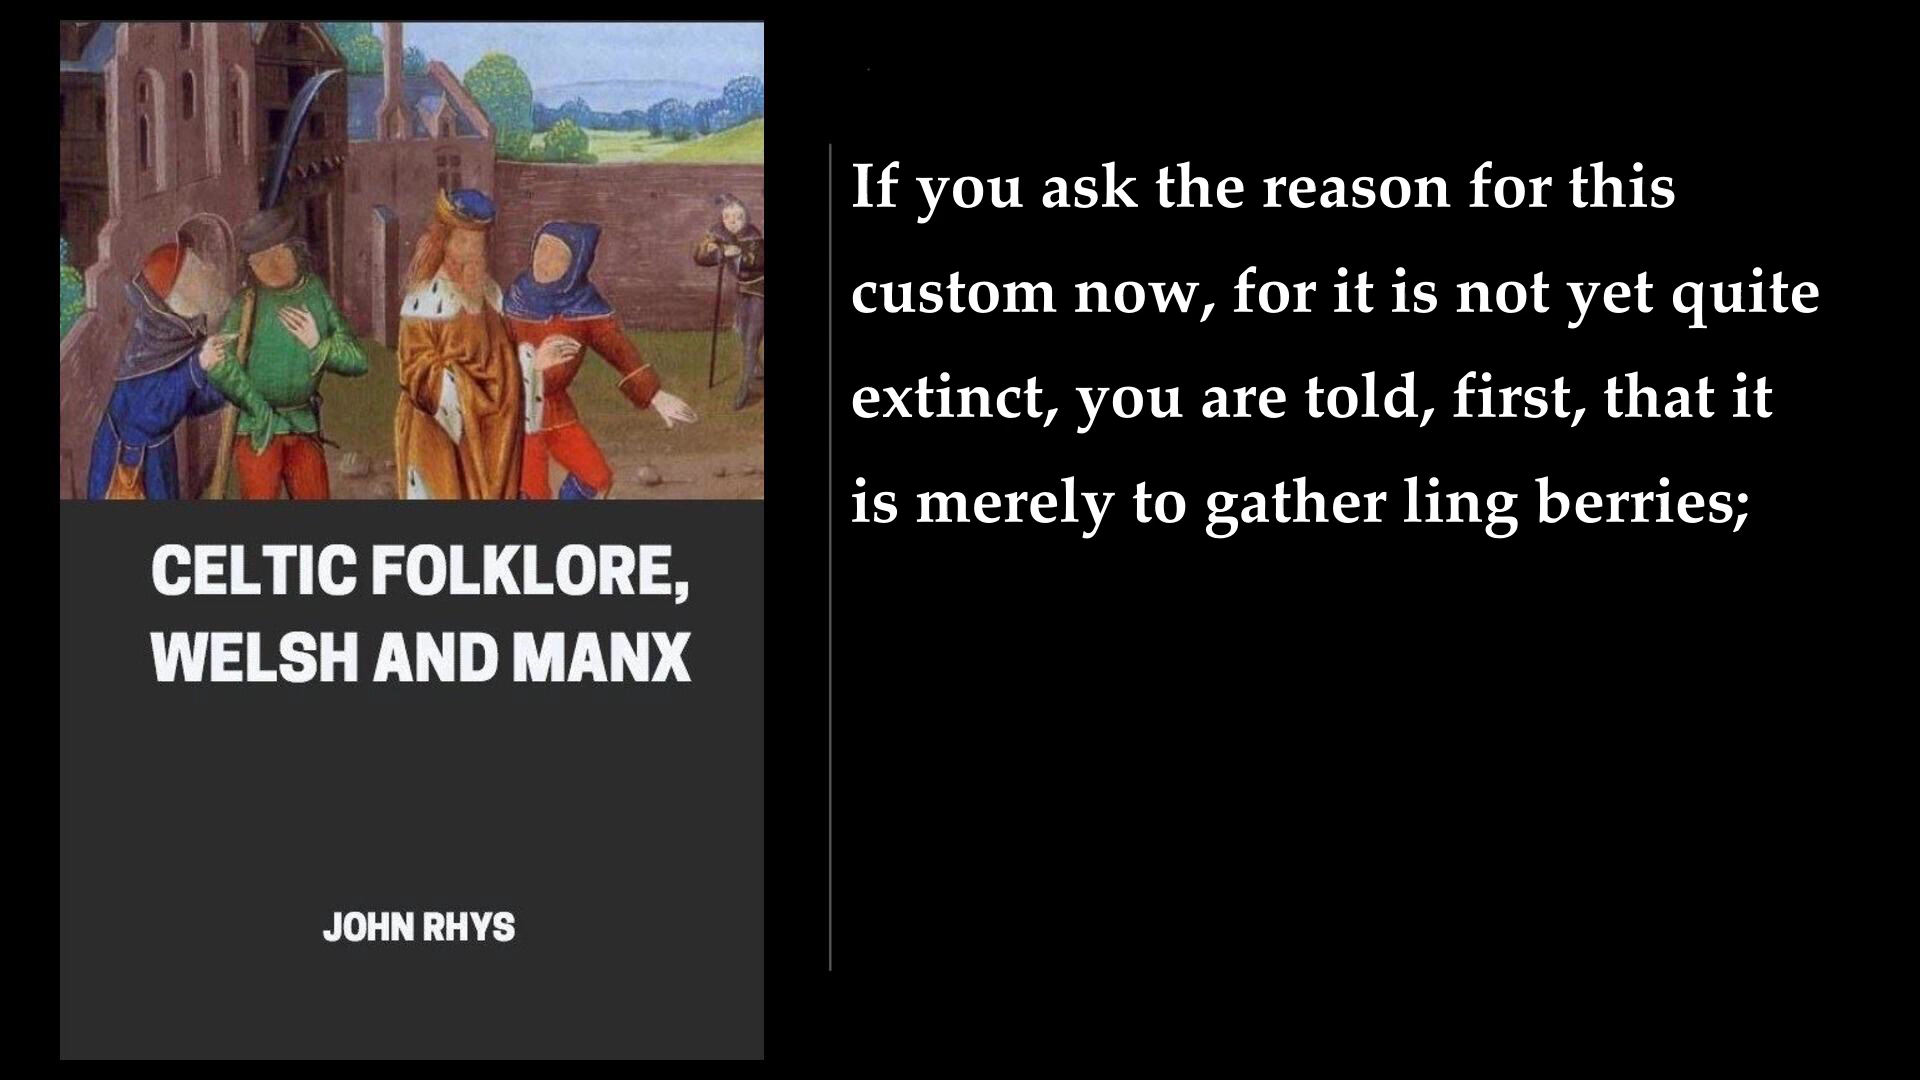 CELTIC FOLKLORE,
WELSH AND MANX
JOHN RHYS
If you ask the reason for this
custom now, for it is not yet quite
extinct, you are told, first, that it
is merely to gather ling berries;